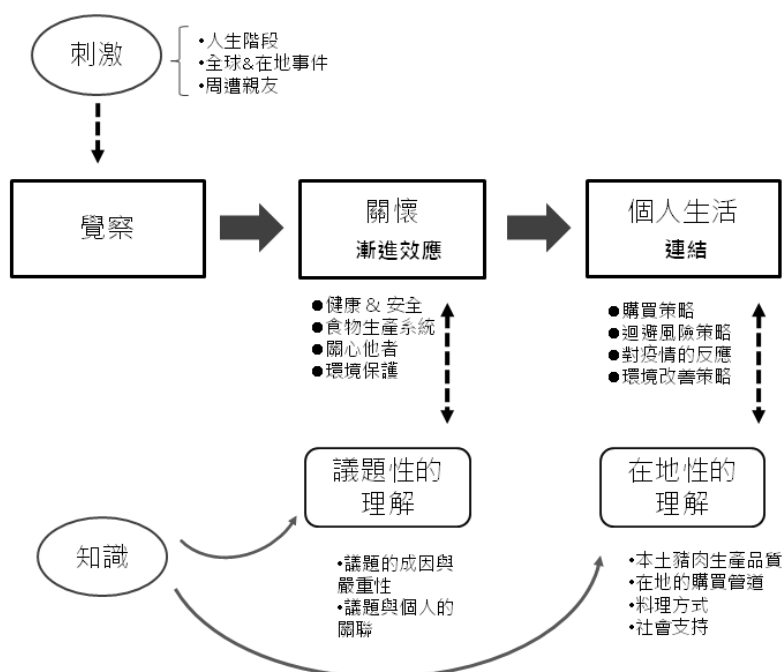 刺激
•人生階段
•全球&在地事件
•周遭親友
覺察
關懷
漸進效應
個人生活
連結
●健康 & 安全
●食物生產系統
●關心他者
●環境保護
●購買策略
●迴避風險策略
●對疫情的反應
●環境改善策略
議題性的
理解
在地性的
理解
知識
•議題的成因與
嚴重性
•議題與個人的
關聯
•本土豬肉生產品質
•在地的購買管道
•料理方式
•社會支持